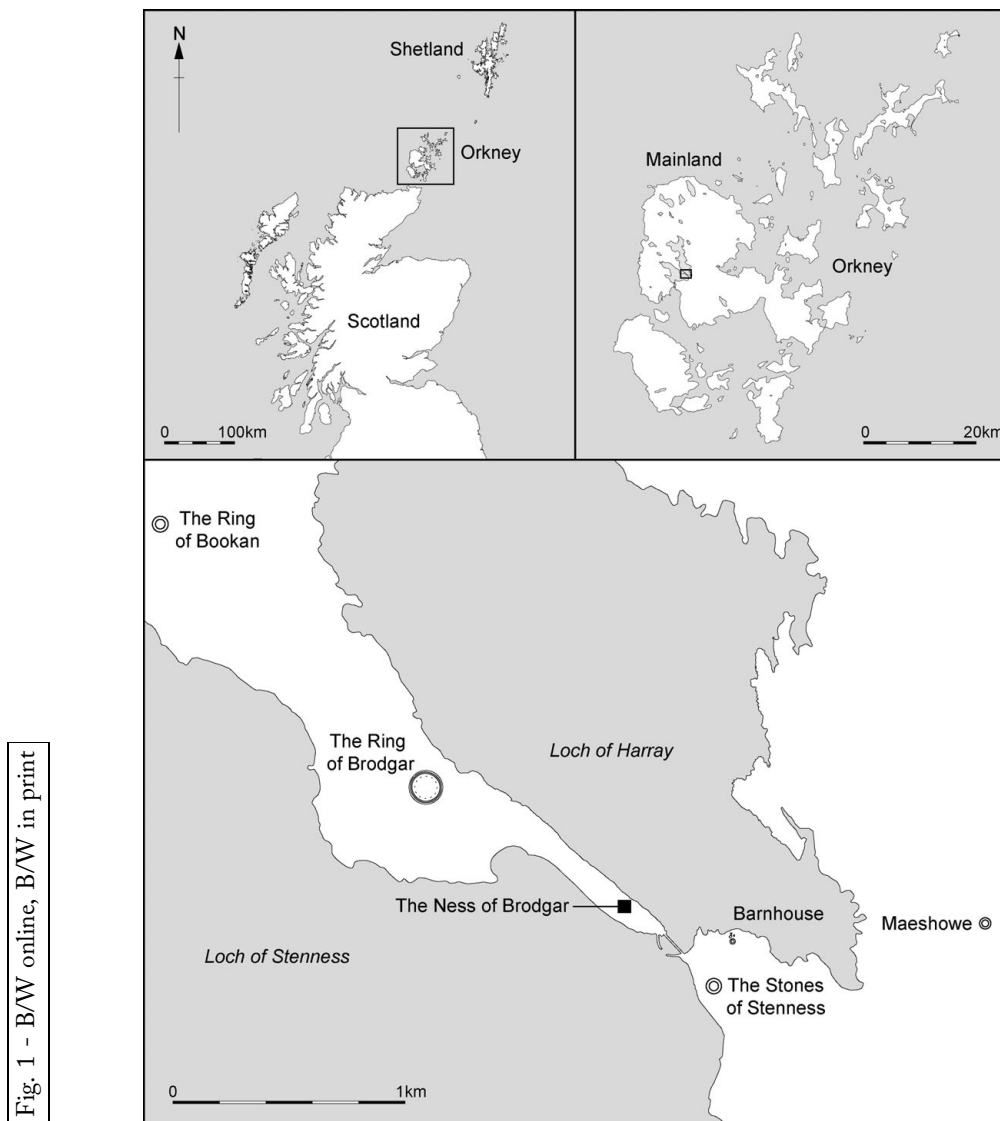 N
Shetland
Orkney
Scotland
0 100km
Mainland
Orkney
0 20km
The Ring
of Bookan
The Ring
of Brodgar
Loch of Harray
The Ness of Brodgar
Barnhouse
Maeshowe
Loch of Stenness
The Stones
of Stenness
0 1km
Fig. 1 - B/W online, B/W in print